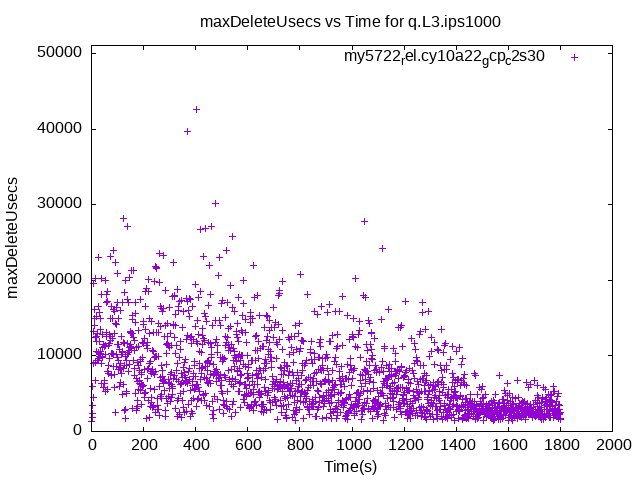 maxDeleteUsecs vs Time for q.L3.ips1000
my5722rel.cy10a22gcpc2s30
maxDeleteUsecs
50000
40000
30000
20000
10000
0
0 200 400 600 800 1000 1200 1400 1600 1800 2000
Time(s)